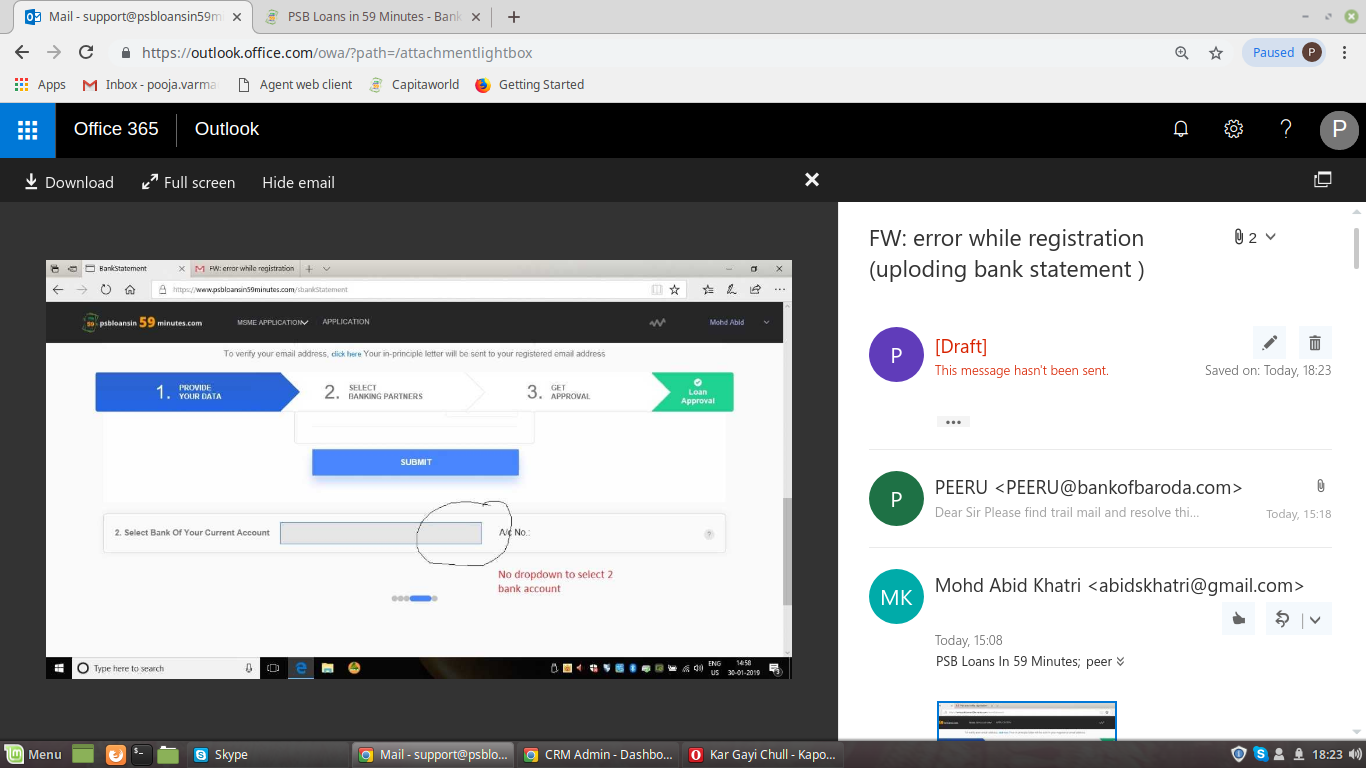 Mail - support@psbloansin59m
PSB Loans in 59 Minutes - Bank
https://outlook.office.com/owa/?path=/attachmentlightbox
Paused
P
Apps
Inbox - pooja.varma
Agent web client
Capitaworld
Getting Started
Office 365
Outlook
P
Download
Full screen
Hide email
BankStatement
FW: error while registration
https://www.psbloansin59minutes.com/sbankStatement
psbloansin 59 minutes.com
MSME APPLICATION
APPLICATION
Mohd Abid
To verify your email address, click here Your in-principle letter will be sent to your registered email address
1. PROVIDE
YOUR DATA
2. SELECT
BANKING PARTNERS
3. GET
APPROVAL
Loan
Approval
SUBMIT
2. Select Bank Of Your Current Account
A/c No.:
?
No dropdown to select 2
bank account
Type here to search
ENG
US
14:58
30-01-2019
FW: error while registration
(uploding bank statement )
2
P
[Draft]
This message hasn't been sent.
Saved on: Today, 18:23
P
PEERU <PEERU@bankofbaroda.com>
Dear Sir Please find trail mail and resolve thi...
Today, 15:18
MK
Mohd Abid Khatri <abidskhatri@gmail.com>
Today, 15:08
PSB Loans In 59 Minutes; peer
Menu
Skype
Mail - support@psblo...
CRM Admin - Dashbo...
Kar Gayi Chull - Kapo...
18:23